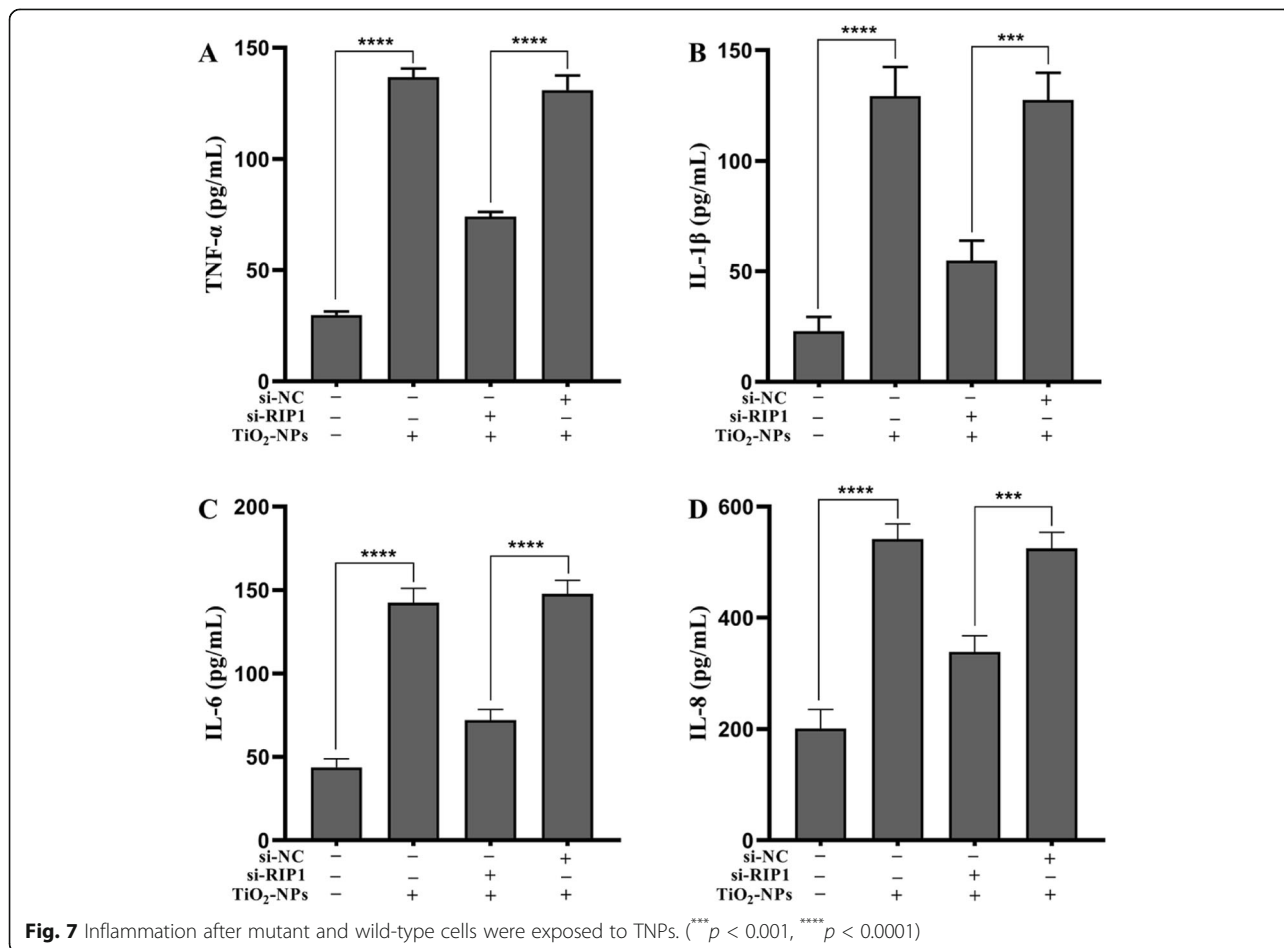 A
TNF-α (pg/mL)
150
100
50
0
****
****
si-NC − − − +
si-RIP1 − − + −
TiO₂-NPs − + + +
B
IL-1β (pg/mL)
150
100
50
0
****
***
si-NC − − − +
si-RIP1 − − + −
TiO₂-NPs − + + +
C
IL-6 (pg/mL)
200
150
100
50
0
****
****
si-NC − − − +
si-RIP1 − − + −
TiO₂-NPs − + + +
D
IL-8 (pg/mL)
600
400
200
0
****
***
si-NC − − − +
si-RIP1 − − + −
TiO₂-NPs − + + +
Fig. 7 Inflammation after mutant and wild-type cells were exposed to TNPs. (***p < 0.001, ****p < 0.0001)